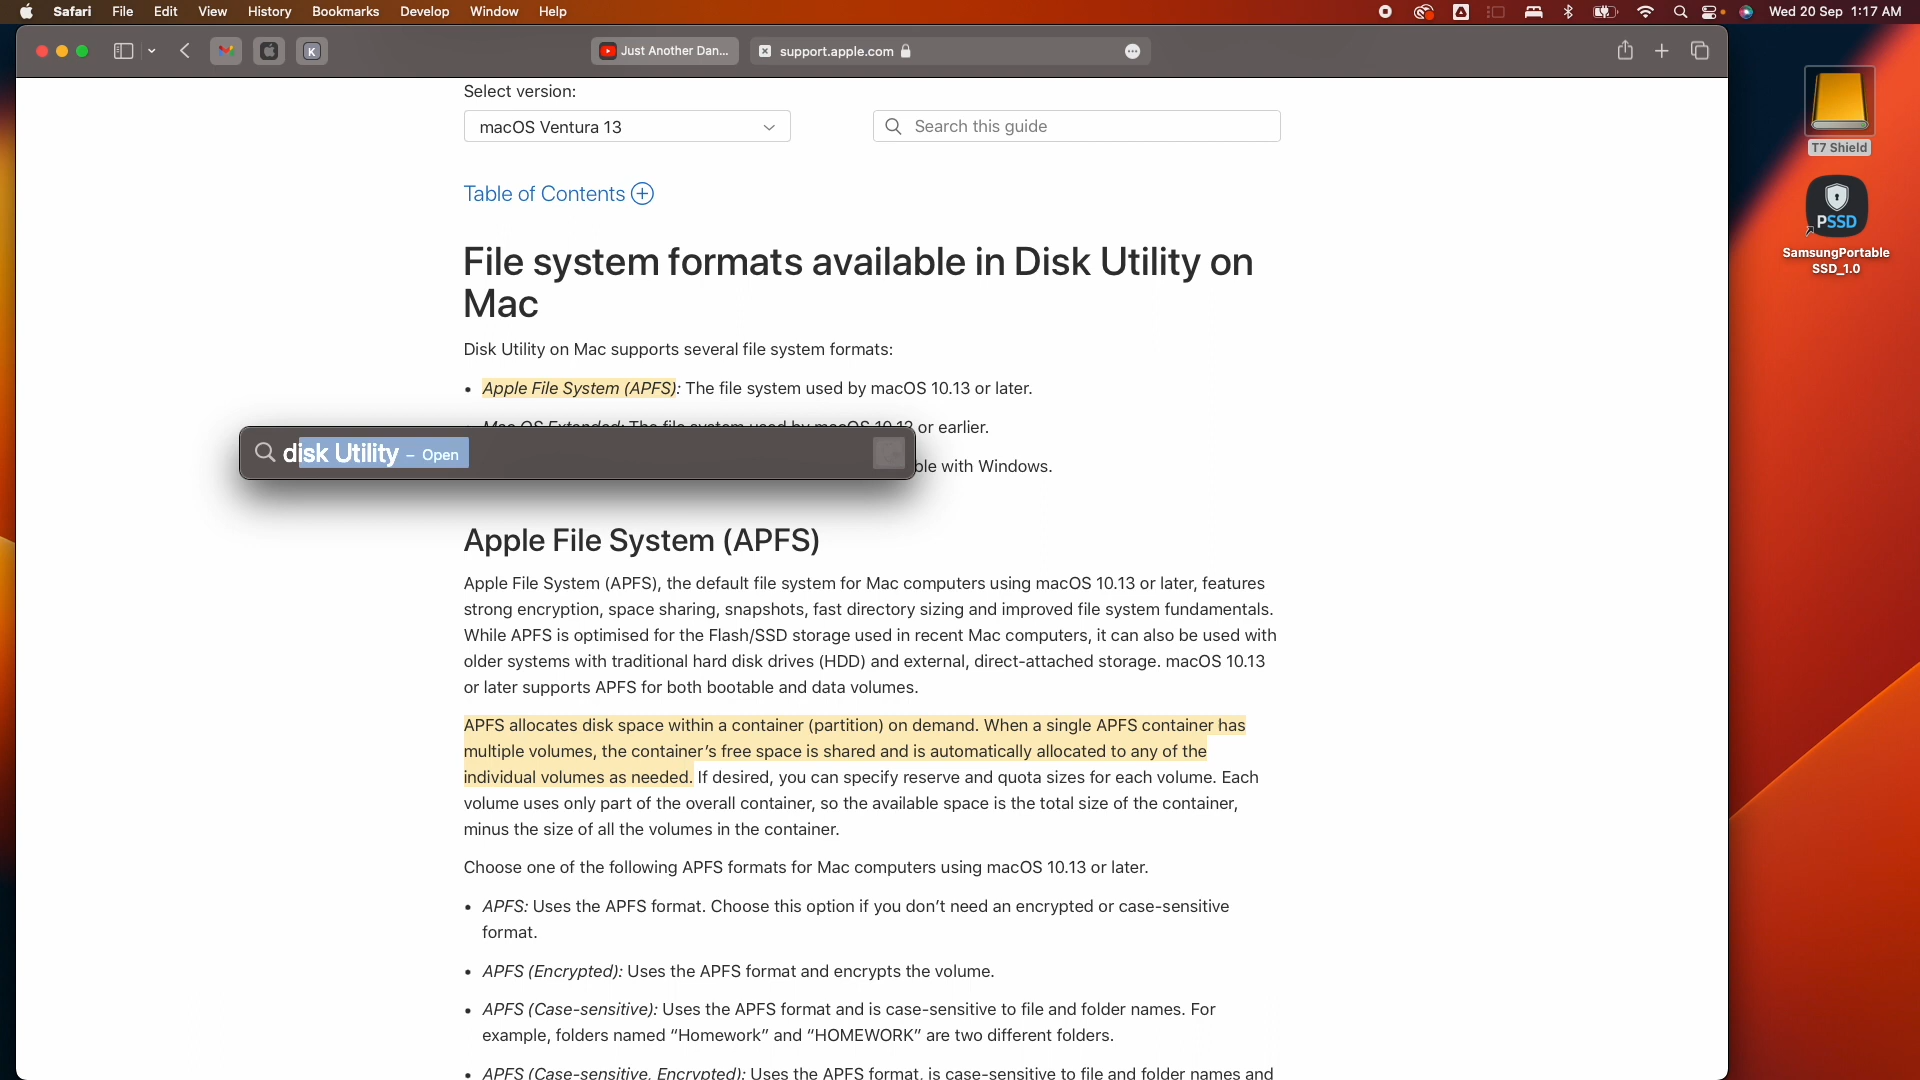 Safari File Edit View History Bookmarks Develop Window Help
Wed 20 Sep 1:17 AM
K
Just Another Dan...
support.apple.com
Select version:
macOS Ventura 13
Search this guide
Table of Contents
File system formats available in Disk Utility on
Mac
Disk Utility on Mac supports several file system formats:
• Apple File System (APFS): The file system used by macOS 10.13 or later.
• Mac OS Extended: The file system used by macOS 10.12 or earlier.
disk Utility – Open
ble with Windows.
Apple File System (APFS)
Apple File System (APFS), the default file system for Mac computers using macOS 10.13 or later, features
strong encryption, space sharing, snapshots, fast directory sizing and improved file system fundamentals.
While APFS is optimised for the Flash/SSD storage used in recent Mac computers, it can also be used with
older systems with traditional hard disk drives (HDD) and external, direct-attached storage. macOS 10.13
or later supports APFS for both bootable and data volumes.
APFS allocates disk space within a container (partition) on demand. When a single APFS container has
multiple volumes, the container’s free space is shared and is automatically allocated to any of the
individual volumes as needed. If desired, you can specify reserve and quota sizes for each volume. Each
volume uses only part of the overall container, so the available space is the total size of the container,
minus the size of all the volumes in the container.
Choose one of the following APFS formats for Mac computers using macOS 10.13 or later.
• APFS: Uses the APFS format. Choose this option if you don’t need an encrypted or case-sensitive
format.
• APFS (Encrypted): Uses the APFS format and encrypts the volume.
• APFS (Case-sensitive): Uses the APFS format and is case-sensitive to file and folder names. For
example, folders named “Homework” and “HOMEWORK” are two different folders.
• APFS (Case-sensitive, Encrypted): Uses the APFS format, is case-sensitive to file and folder names and
T7 Shield
PSSD
SamsungPortable
SSD_1.0